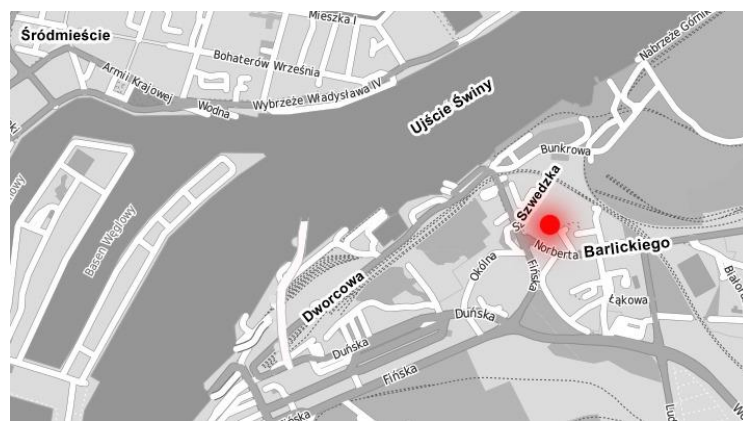 Mieszka I
Śródmieście
Bohaterów Września
Nabrzeże Górnik
Armii Krajowej
Wodna
Wybrzeże Władysława IV
Ujście Świny
Bunkrowa
Szwedzka
Basen Węglowy
Norberta
Barlickiego
Okólna
Fińska
Dworcowa
Łąkowa
Duńska
Duńska
Fińska